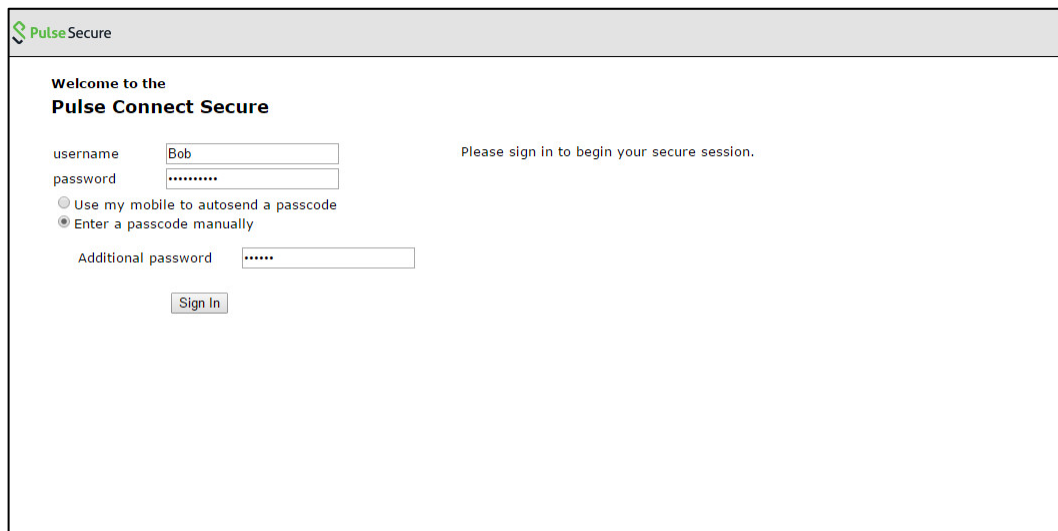 Pulse Secure
Welcome to the
Pulse Connect Secure
username Bob Please sign in to begin your secure session.
password ••••••••••
Use my mobile to autosend a passcode
Enter a passcode manually
Additional password ••••••
Sign In